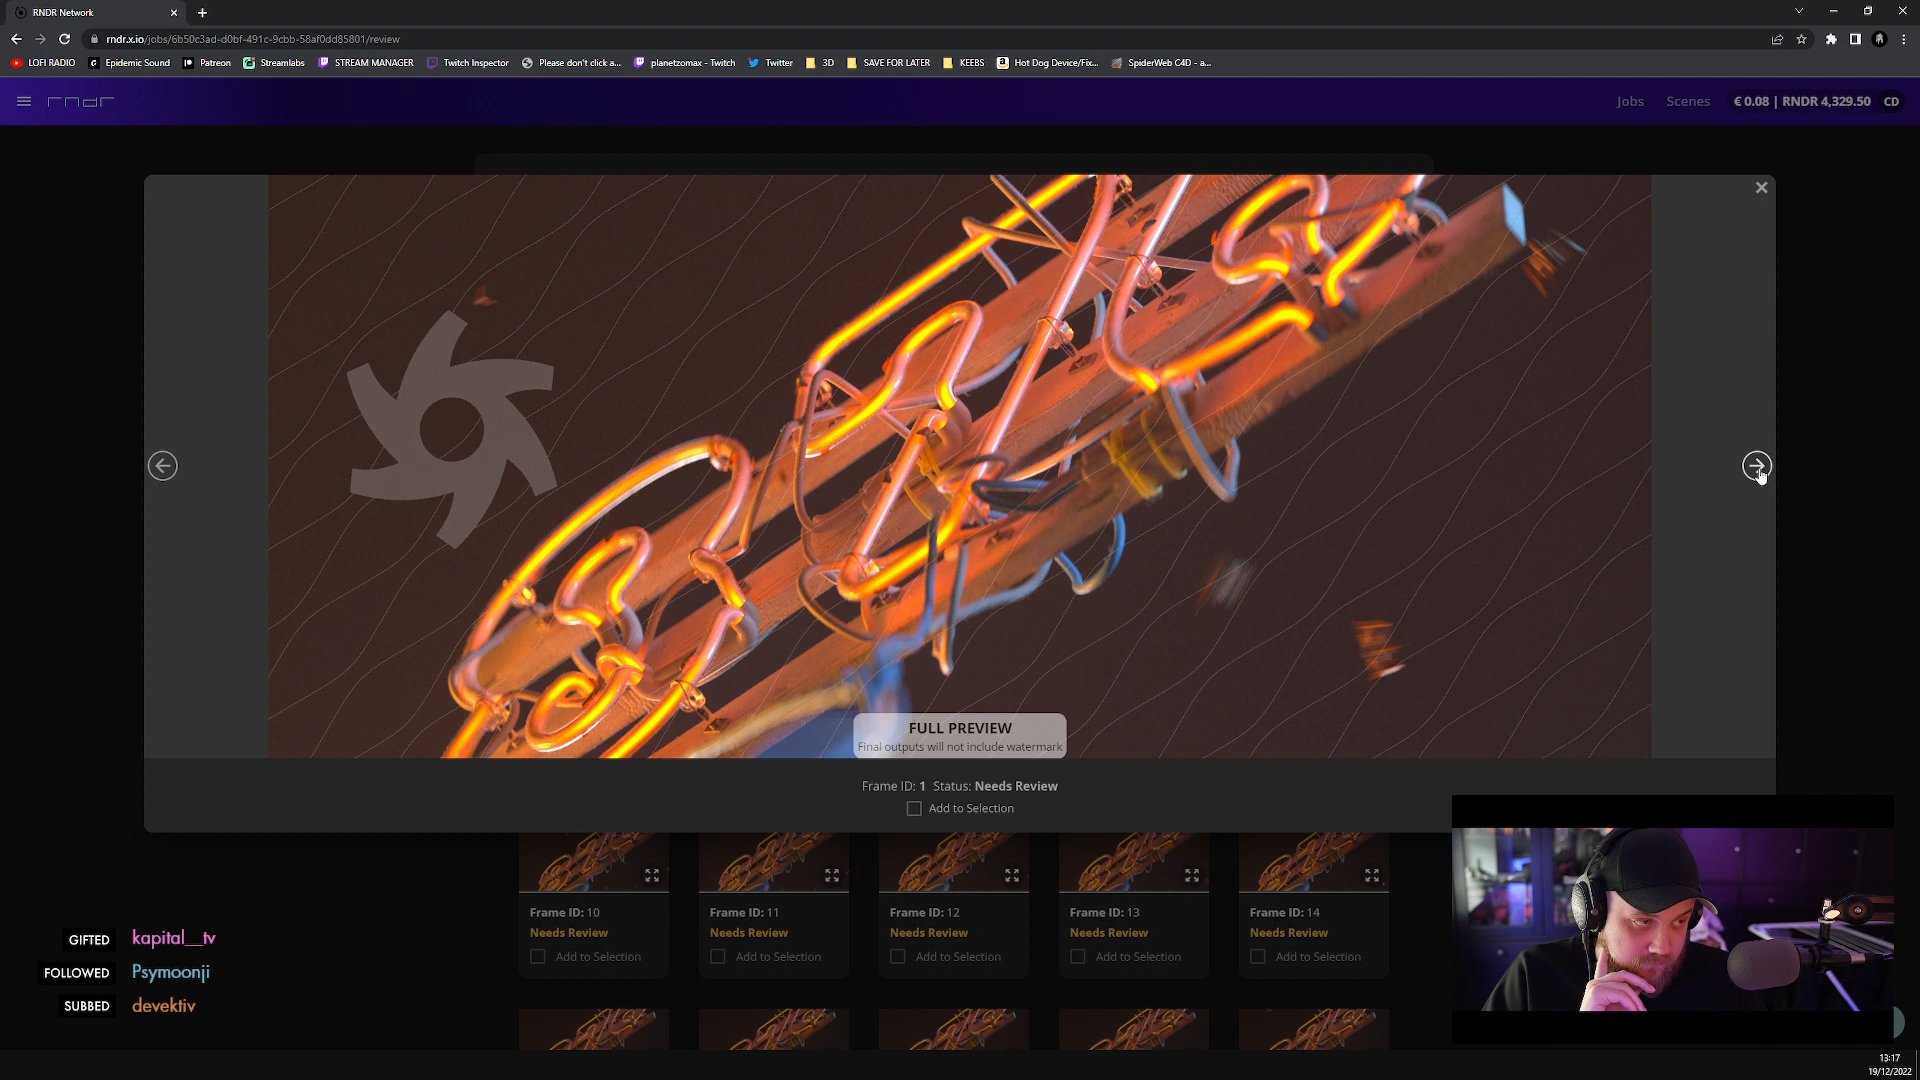 RNDR Network
rndr.x.io/jobs/6b50c3ad-d0bf-491c-9cbb-58af0dd85801/review
LOFI RADIO Epidemic Sound Patreon Streamlabs STREAM MANAGER Twitch Inspector Please don't click a... planetzomax - Twitch Twitter 3D SAVE FOR LATER KEEBS Hot Dog Device/Fix... SpiderWeb C4D - a...
rndr Jobs Scenes € 0.08 | RNDR 4,329.50 CD
FULL PREVIEW
Final outputs will not include watermark
Frame ID: 1 Status: Needs Review
Add to Selection
Frame ID: 10 Frame ID: 11 Frame ID: 12 Frame ID: 13 Frame ID: 14
Needs Review Needs Review Needs Review Needs Review Needs Review
Add to Selection Add to Selection Add to Selection Add to Selection Add to Selection
GIFTED kapital__tv
FOLLOWED Psymoonji
SUBBED devektiv
13:17
19/12/2022